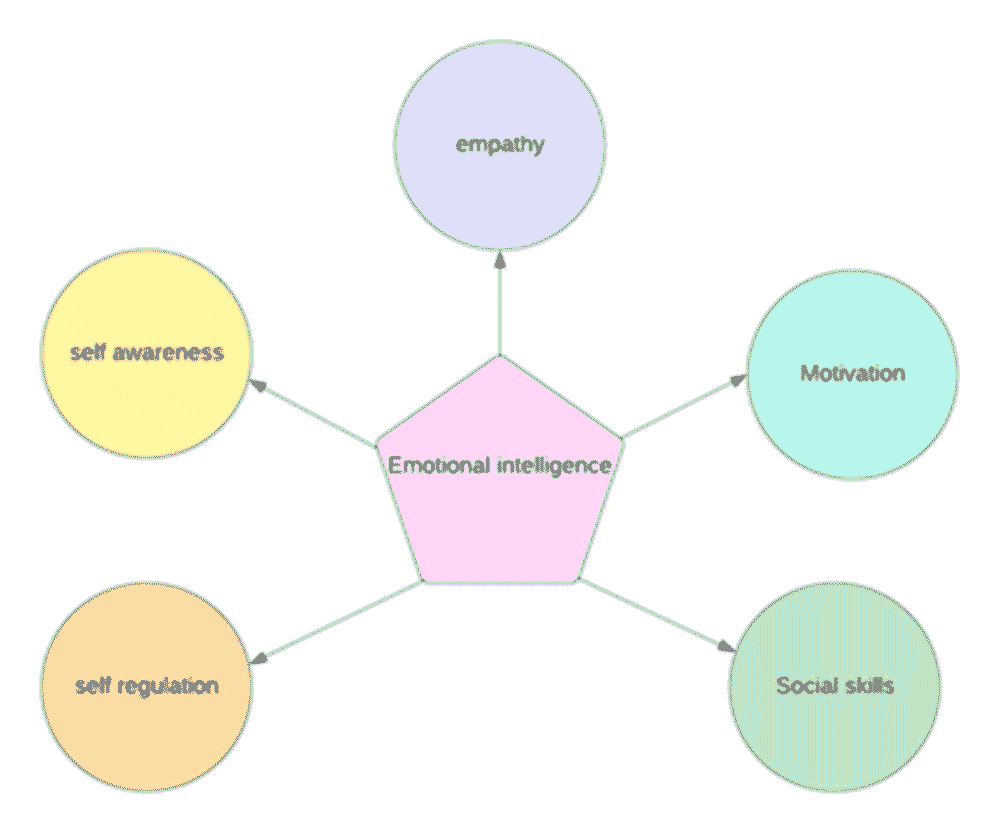 empathy
self awareness
Motivation
Emotional intelligence
self regulation
Social skills